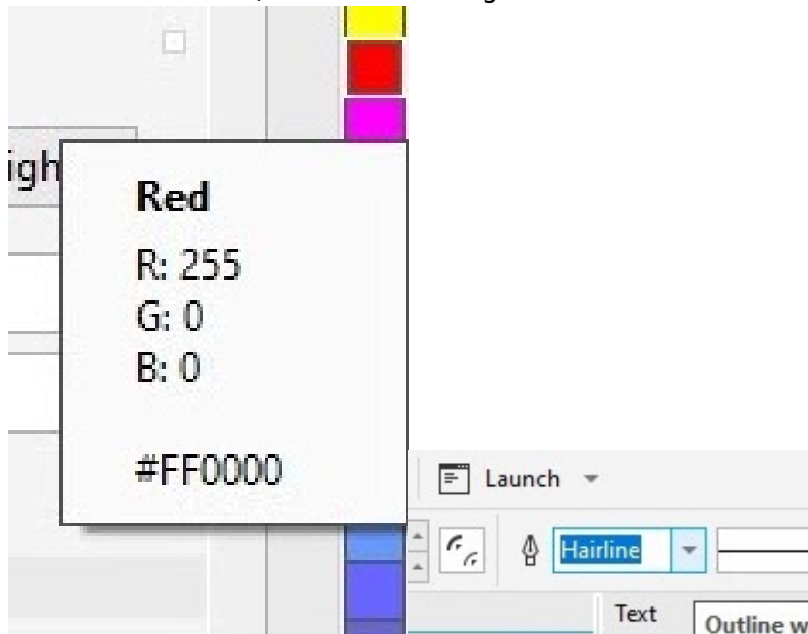 igh
Red
R: 255
G: 0
B: 0
#FF0000
Launch
Hairline
Text
Outline w